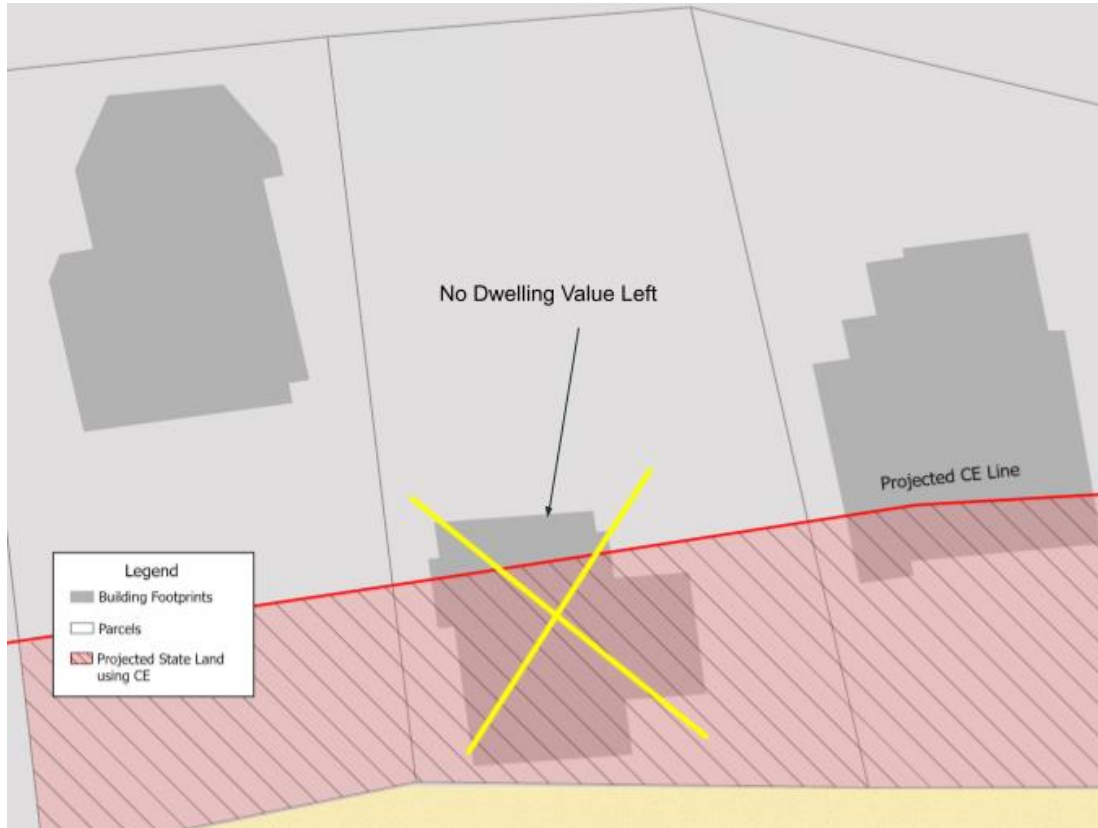 No Dwelling Value Left
Projected CE Line
Legend
Building Footprints
Parcels
Projected State Land
using CE